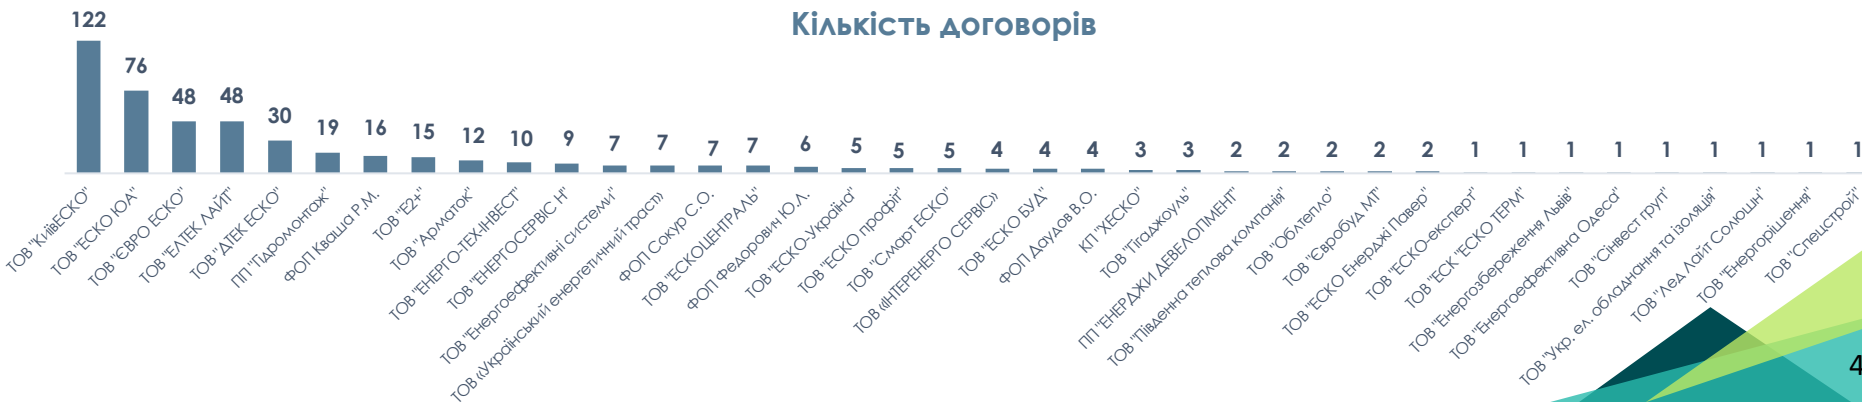 Кількість договорів
122
76
48
48
30
19
16
15
12
10
9
7
7
7
7
6
5
5
5
4
4
4
3
3
2
2
2
2
2
1
1
1
1
1
1
1
1
1
ТОВ "КиївЕСКО"
ТОВ "ЕСКО ЮА"
ТОВ "ЄВРО ЕСКО"
ТОВ "ЕЛТЕК ЛАЙТ"
ТОВ "ДТЕК ЕСКО"
ПП "Гідромонтаж"
ФОП Кваша Р.М.
ТОВ "Е2+"
ТОВ "Арматок"
ТОВ "ЕНЕРГО-ТЕХ-ІНВЕСТ"
ТОВ "ЕНЕРГОСЕРВІС Н"
ТОВ "Енергоефективні системи"
ТОВ «Український енергетичний траст»
ФОП Сокур С.О.
ТОВ "ЕСКОЦЕНТРАЛЬ"
ФОП Федорович Ю.Л.
ТОВ "ЕСКО-Україна"
ТОВ "ЕСКО профіт"
ТОВ "Смарт ЕСКО"
ТОВ «ІНТЕРЕНЕРГО СЕРВІС»
ТОВ "ЕСКО БУД"
ФОП Даудов В.О.
КП "ХЕСКО"
ТОВ "Гігаджоуль"
ПП "ЕНЕРДЖИ ДЕВЕЛОПМЕНТ"
ТОВ "Південна теплова компанія"
ТОВ "Облтепло"
ТОВ "Євробуд МТ"
ТОВ "ЕСКО Енерджі Павер"
ТОВ "ЕСКО-експерт"
ТОВ "ЕСК "ЕСКО ТЕРМ"
ТОВ "Енергозбереження Львів"
ТОВ "Енергоефективна Одеса"
ТОВ "Сінвест груп"
ТОВ "Укр. ел. обладнання та ізоляція"
ТОВ "Лед Лайт Солюшн"
ТОВ "Енергорішення"
ТОВ "Спецстрой"
4